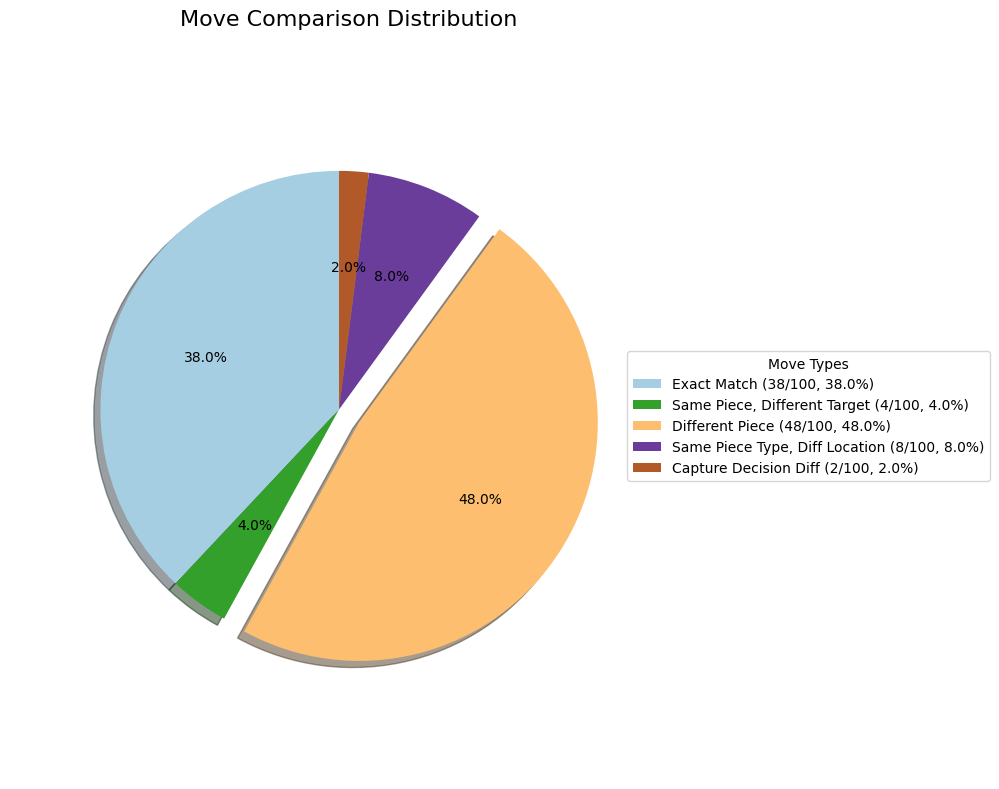 Move Comparison Distribution
2.0%
8.0%
38.0%
48.0%
4.0%
Move Types
Exact Match (38/100, 38.0%)
Same Piece, Different Target (4/100, 4.0%)
Different Piece (48/100, 48.0%)
Same Piece Type, Diff Location (8/100, 8.0%)
Capture Decision Diff (2/100, 2.0%)